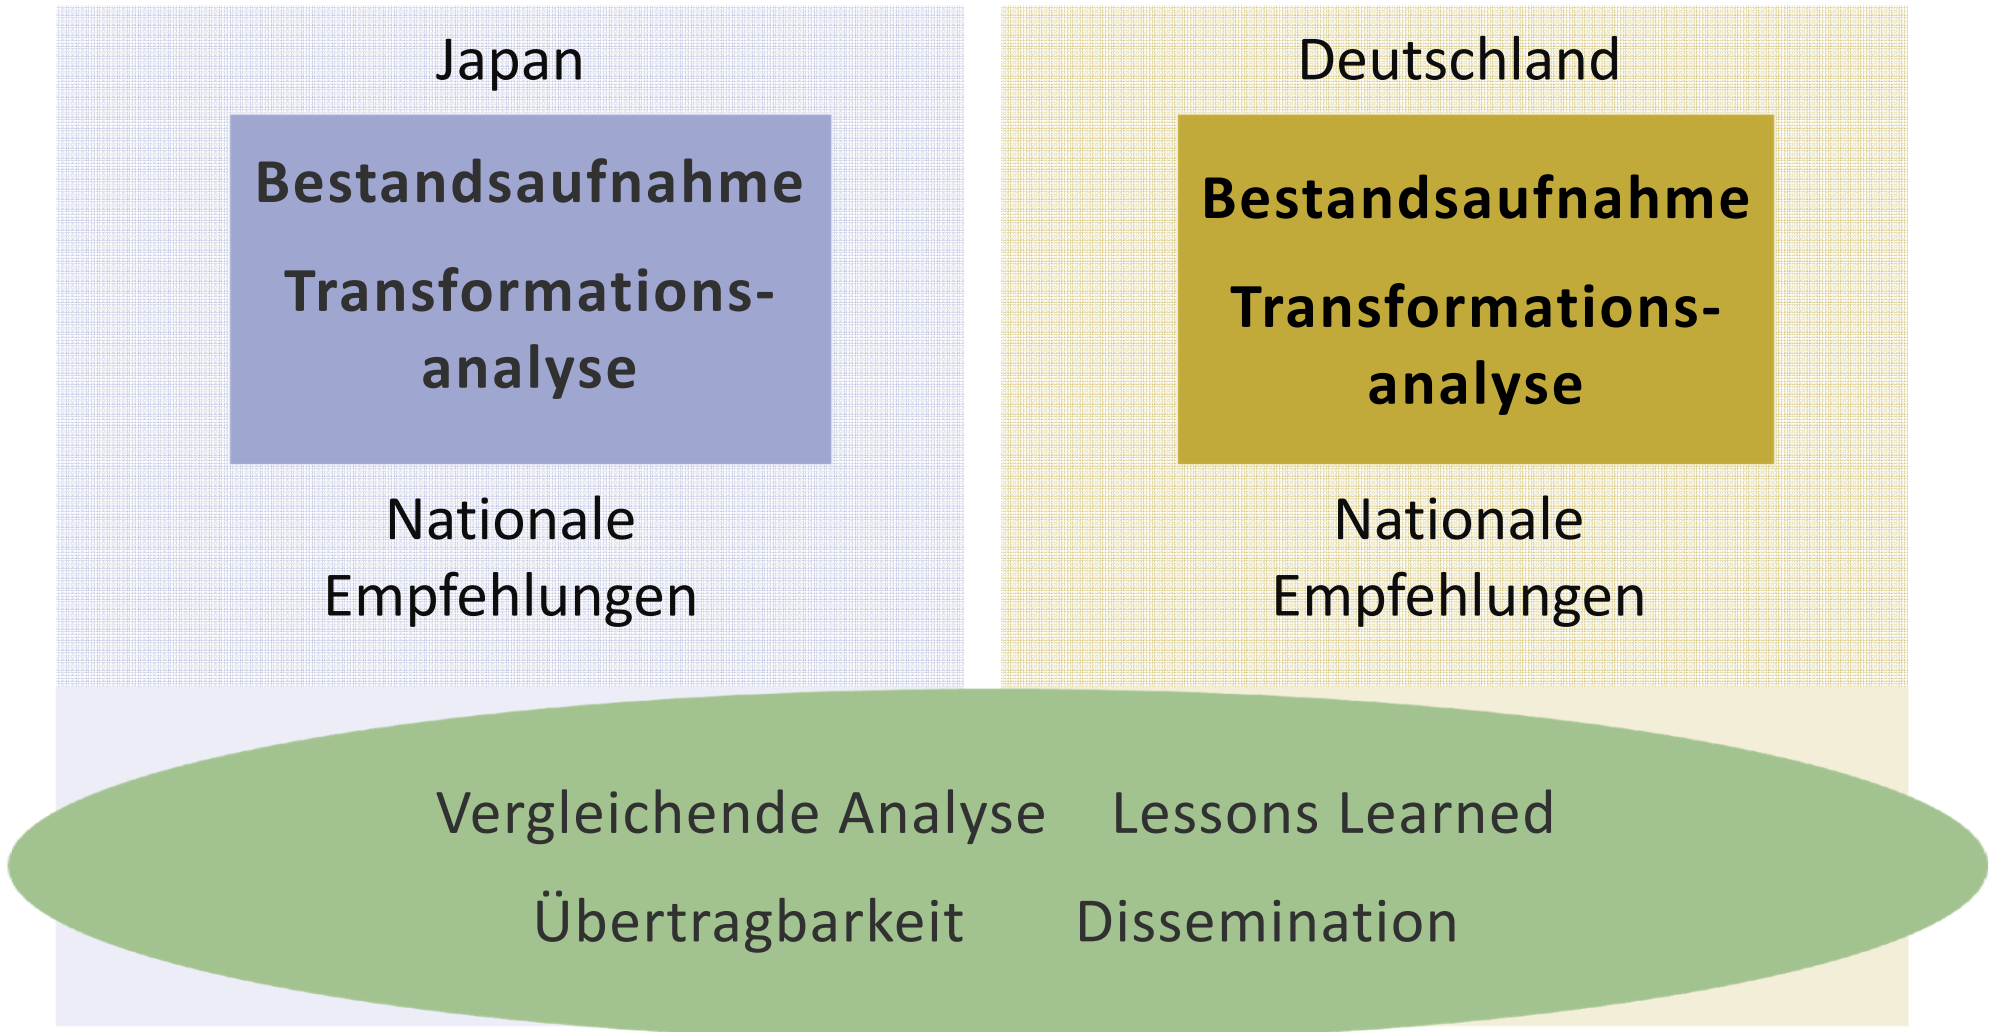 Japan
Bestandsaufnahme
Transformations-
analyse
Nationale
Empfehlungen
Deutschland
Bestandsaufnahme
Transformations-
analyse
Nationale
Empfehlungen
Vergleichende Analyse Lessons Learned
Übertragbarkeit Dissemination